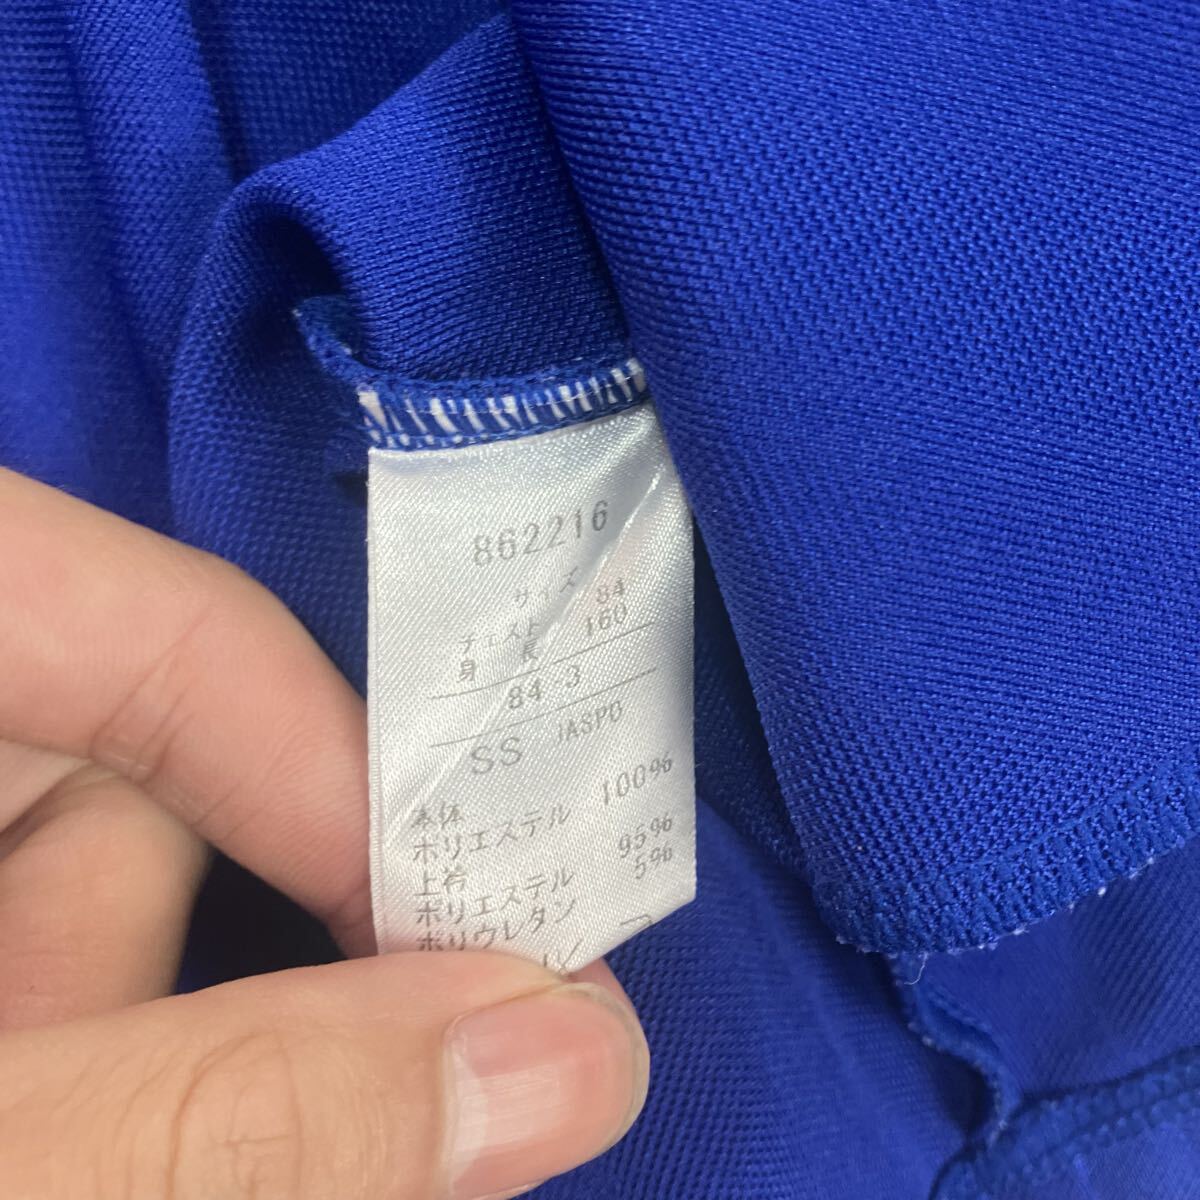 862216
サイズ
チェスト 84
身長 160
84-3
SS IASPO
本体
ポリエステル 100%
上衿
ポリエステル 95%
ポリウレタン 5%